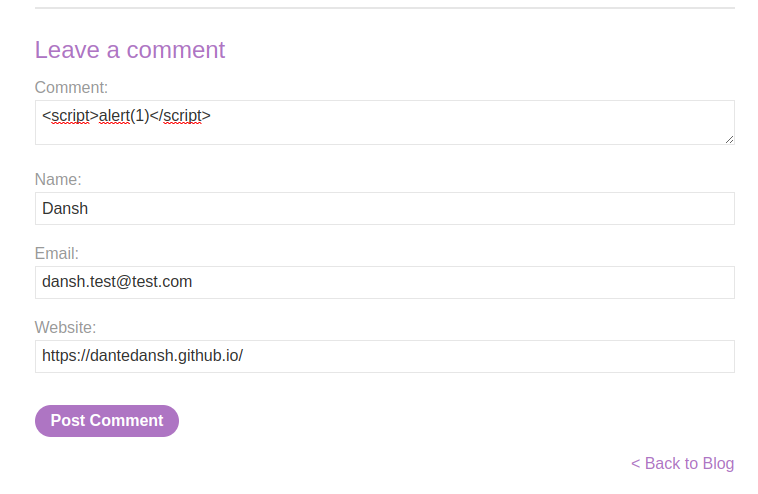 Leave a comment
Comment:
<script>alert(1)</script>
Name:
Dansh
Email:
dansh.test@test.com
Website:
https://dantedansh.github.io/
Post Comment
< Back to Blog